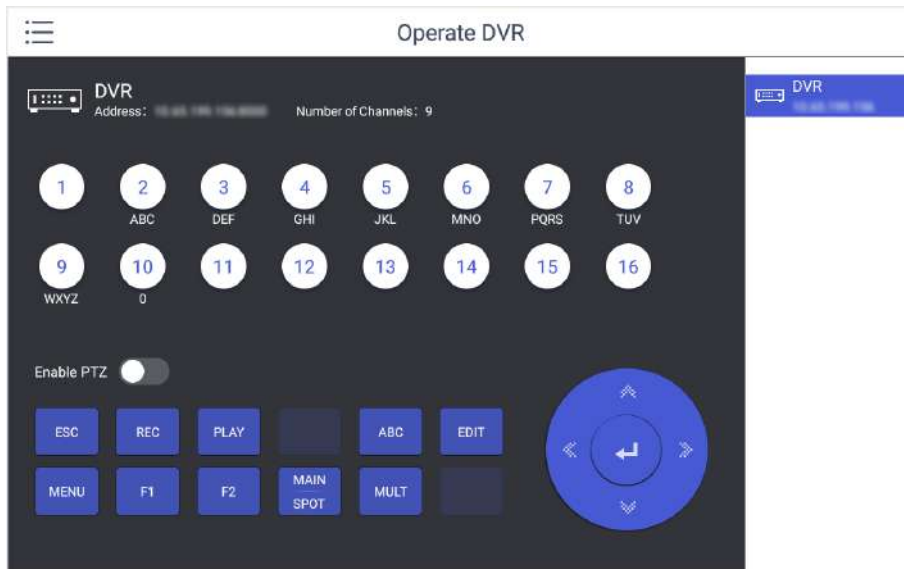 Operate DVR
DVR
Address: Number of Channels: 9
DVR
1 2 3 4 5 6 7 8
ABC DEF GHI JKL MNO PQRS TUV
9 10 11 12 13 14 15 16
WXYZ 0
Enable PTZ
ESC REC PLAY ABC EDIT
MENU F1 F2 MAIN SPOT MULT